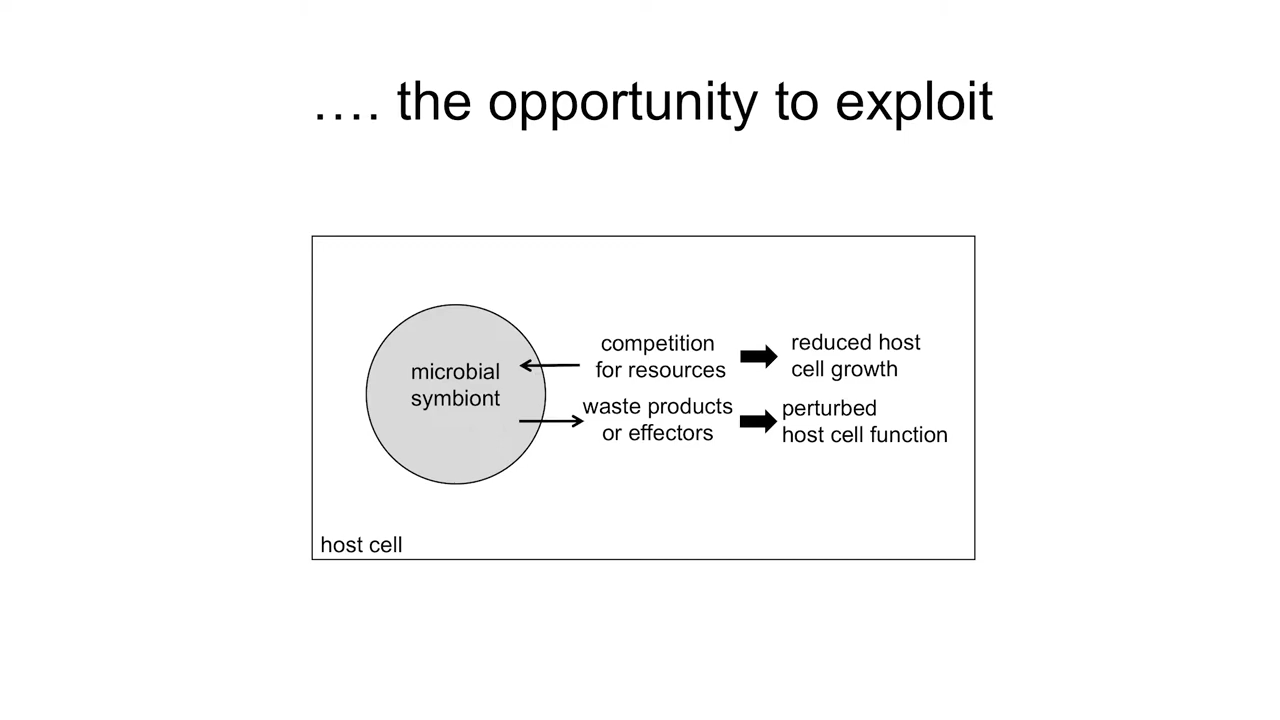 …. the opportunity to exploit
microbial
symbiont
competition
for resources
reduced host
cell growth
waste products
or effectors
perturbed
host cell function
host cell